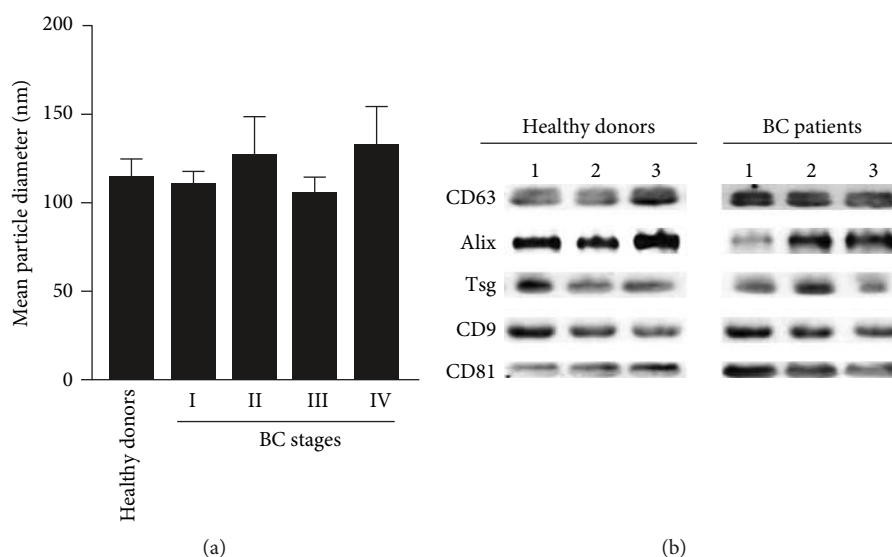 200
150
100
50
0
Mean particle diameter (nm)
Healthy donors
I II III IV
BC stages
(a)
Healthy donors BC patients
1 2 3 1 2 3
CD63
Alix
Tsg
CD9
CD81
(b)